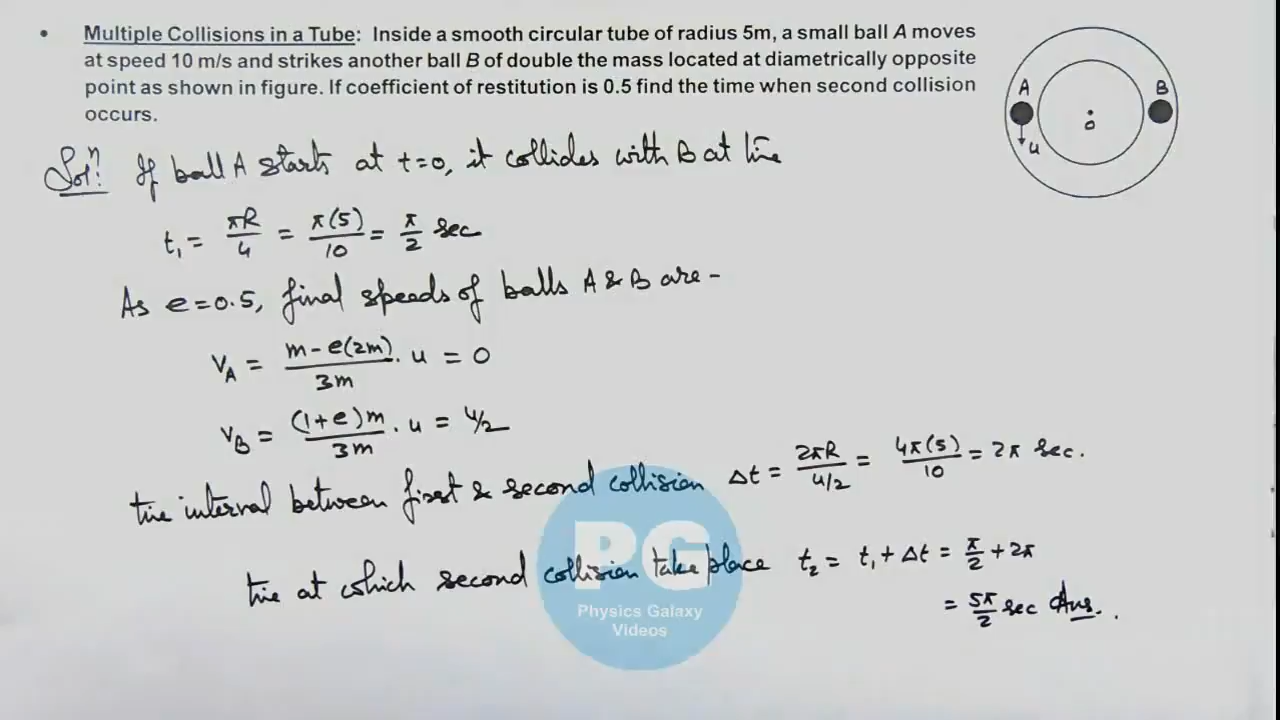 • Multiple Collisions in a Tube: Inside a smooth circular tube of radius 5m, a small ball A moves
at speed 10 m/s and strikes another ball B of double the mass located at diametrically opposite
point as shown in figure. If coefficient of restitution is 0.5 find the time when second collision
occurs.
A B
O
u
Solⁿ: If ball A starts at t=0, it collides with B at time
t₁ = πR/u = π(5)/10 = π/2 sec
As e=0.5, final speeds of balls A & B are –
v_A = (m - e(2m))/3m . u = 0
v_B = (1+e)m/3m . u = u/2
time interval between first & second collision Δt = 2πR/(u/2) = 4π(5)/10 = 2π sec.
time at which second collision take place t₂ = t₁ + Δt = π/2 + 2π
= 5π/2 sec Ans.
PG
Physics Galaxy
Videos